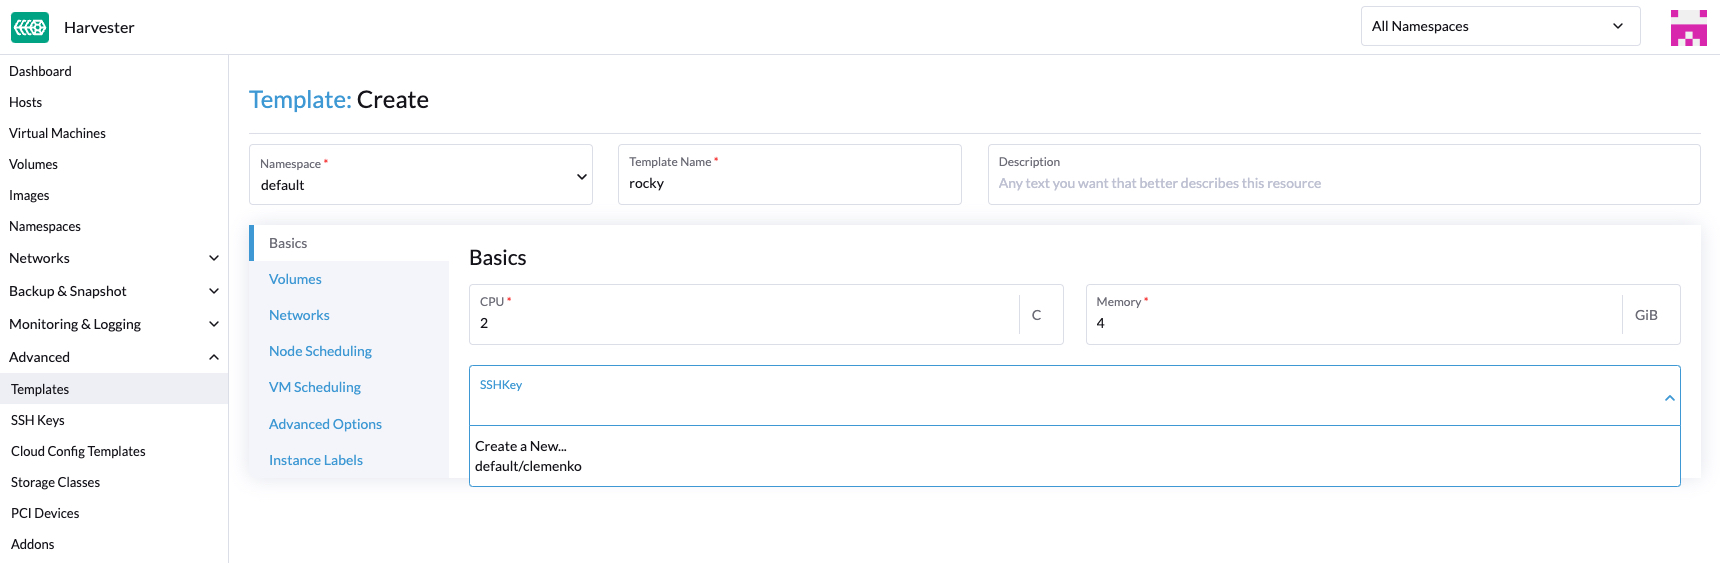 Harvester
All Namespaces
Dashboard
Hosts
Virtual Machines
Volumes
Images
Namespaces
Networks
Backup & Snapshot
Monitoring & Logging
Advanced
Templates
SSH Keys
Cloud Config Templates
Storage Classes
PCI Devices
Addons
Template: Create
Namespace *
default
Template Name *
rocky
Description
Any text you want that better describes this resource
Basics
Volumes
Networks
Node Scheduling
VM Scheduling
Advanced Options
Instance Labels
Basics
CPU *
2
C
Memory *
4
GiB
SSHKey
Create a New...
default/clemenko